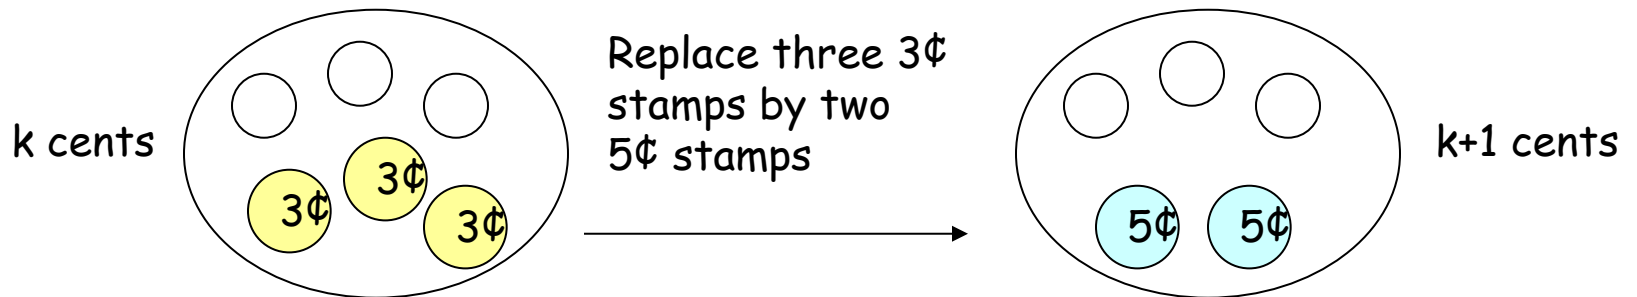 k cents
3¢
3¢
3¢
Replace three 3¢
stamps by two
5¢ stamps
5¢
5¢
k+1 cents